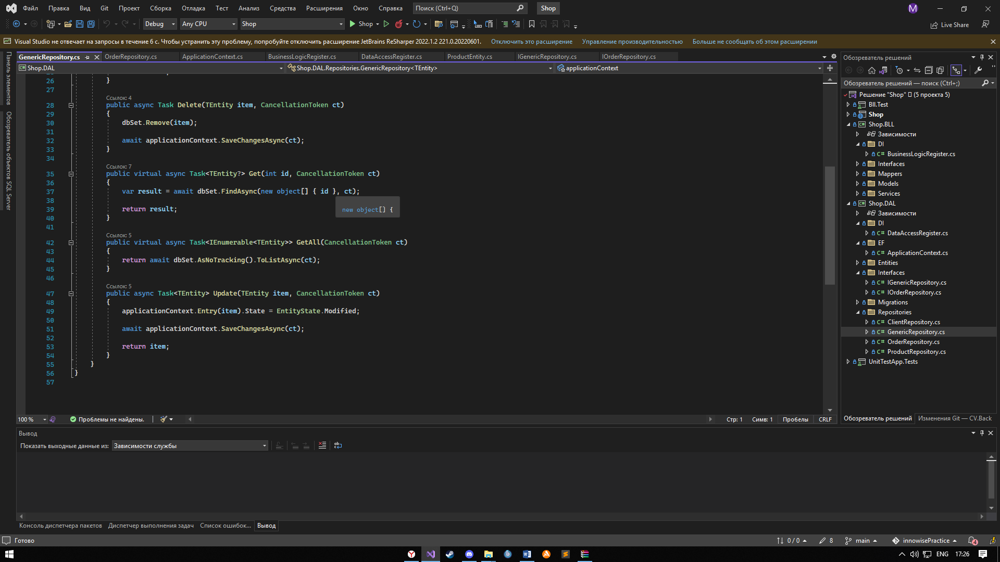 Файл Правка Вид Git Проект Сборка Отладка Тест Анализ Средства Расширения Окно Справка Поиск (Ctrl+Q) Shop M
Debug Any CPU Shop Shop Live Share
Visual Studio не отвечает на запросы в течение 6 с. Чтобы устранить эту проблему, попробуйте отключить расширение JetBrains ReSharper 2022.1.2 221.0.20220601. Отключить это расширение Управление производительностью Больше не сообщать об этом расширении
Панель элементов
Обозреватель объектов SQL Server
GenericRepository.cs OrderRepository.cs ApplicationContext.cs BusinessLogicRegister.cs DataAccessRegister.cs ProductEntity.cs IGenericRepository.cs IOrderRepository.cs
Shop.DAL Shop.DAL.Repositories.GenericRepository<TEntity> applicationContext
26 }
27
Ссылок: 4
28 public async Task Delete(TEntity item, CancellationToken ct)
29 {
30 dbSet.Remove(item);
31
32 await applicationContext.SaveChangesAsync(ct);
33 }
34
Ссылок: 7
35 public virtual async Task<TEntity?> Get(int id, CancellationToken ct)
36 {
37 var result = await dbSet.FindAsync(new object[] { id }, ct);
38
39 return result;
new object[] {
40 }
41
Ссылок: 5
42 public virtual async Task<IEnumerable<TEntity>> GetAll(CancellationToken ct)
43 {
44 return await dbSet.AsNoTracking().ToListAsync(ct);
45 }
46
Ссылок: 5
47 public async Task<TEntity> Update(TEntity item, CancellationToken ct)
48 {
49 applicationContext.Entry(item).State = EntityState.Modified;
50
51 await applicationContext.SaveChangesAsync(ct);
52
53 return item;
54 }
55 }
56 }
57
100 % Проблемы не найдены. Стр: 1 Симв: 1 Пробелы CRLF
Обозреватель решений
Обозреватель решений — поиск (Ctrl+;)
Решение "Shop" (5 проекта 5)
Bll.Test
Shop
Shop.BLL
Зависимости
DI
BusinessLogicRegister.cs
Interfaces
Mappers
Models
Services
Shop.DAL
Зависимости
DI
DataAccessRegister.cs
EF
ApplicationContext.cs
Entities
Interfaces
IGenericRepository.cs
IOrderRepository.cs
Migrations
Repositories
ClientRepository.cs
GenericRepository.cs
OrderRepository.cs
ProductRepository.cs
UnitTestApp.Tests
Обозреватель решений Изменения Git — CV.Back
Вывод
Показать выходные данные из: Зависимости службы
Консоль диспетчера пакетов Диспетчер выполнения задач Список ошибок... Вывод
Готово 0 / 0 8 main innowisePractice 4
ENG 17:26